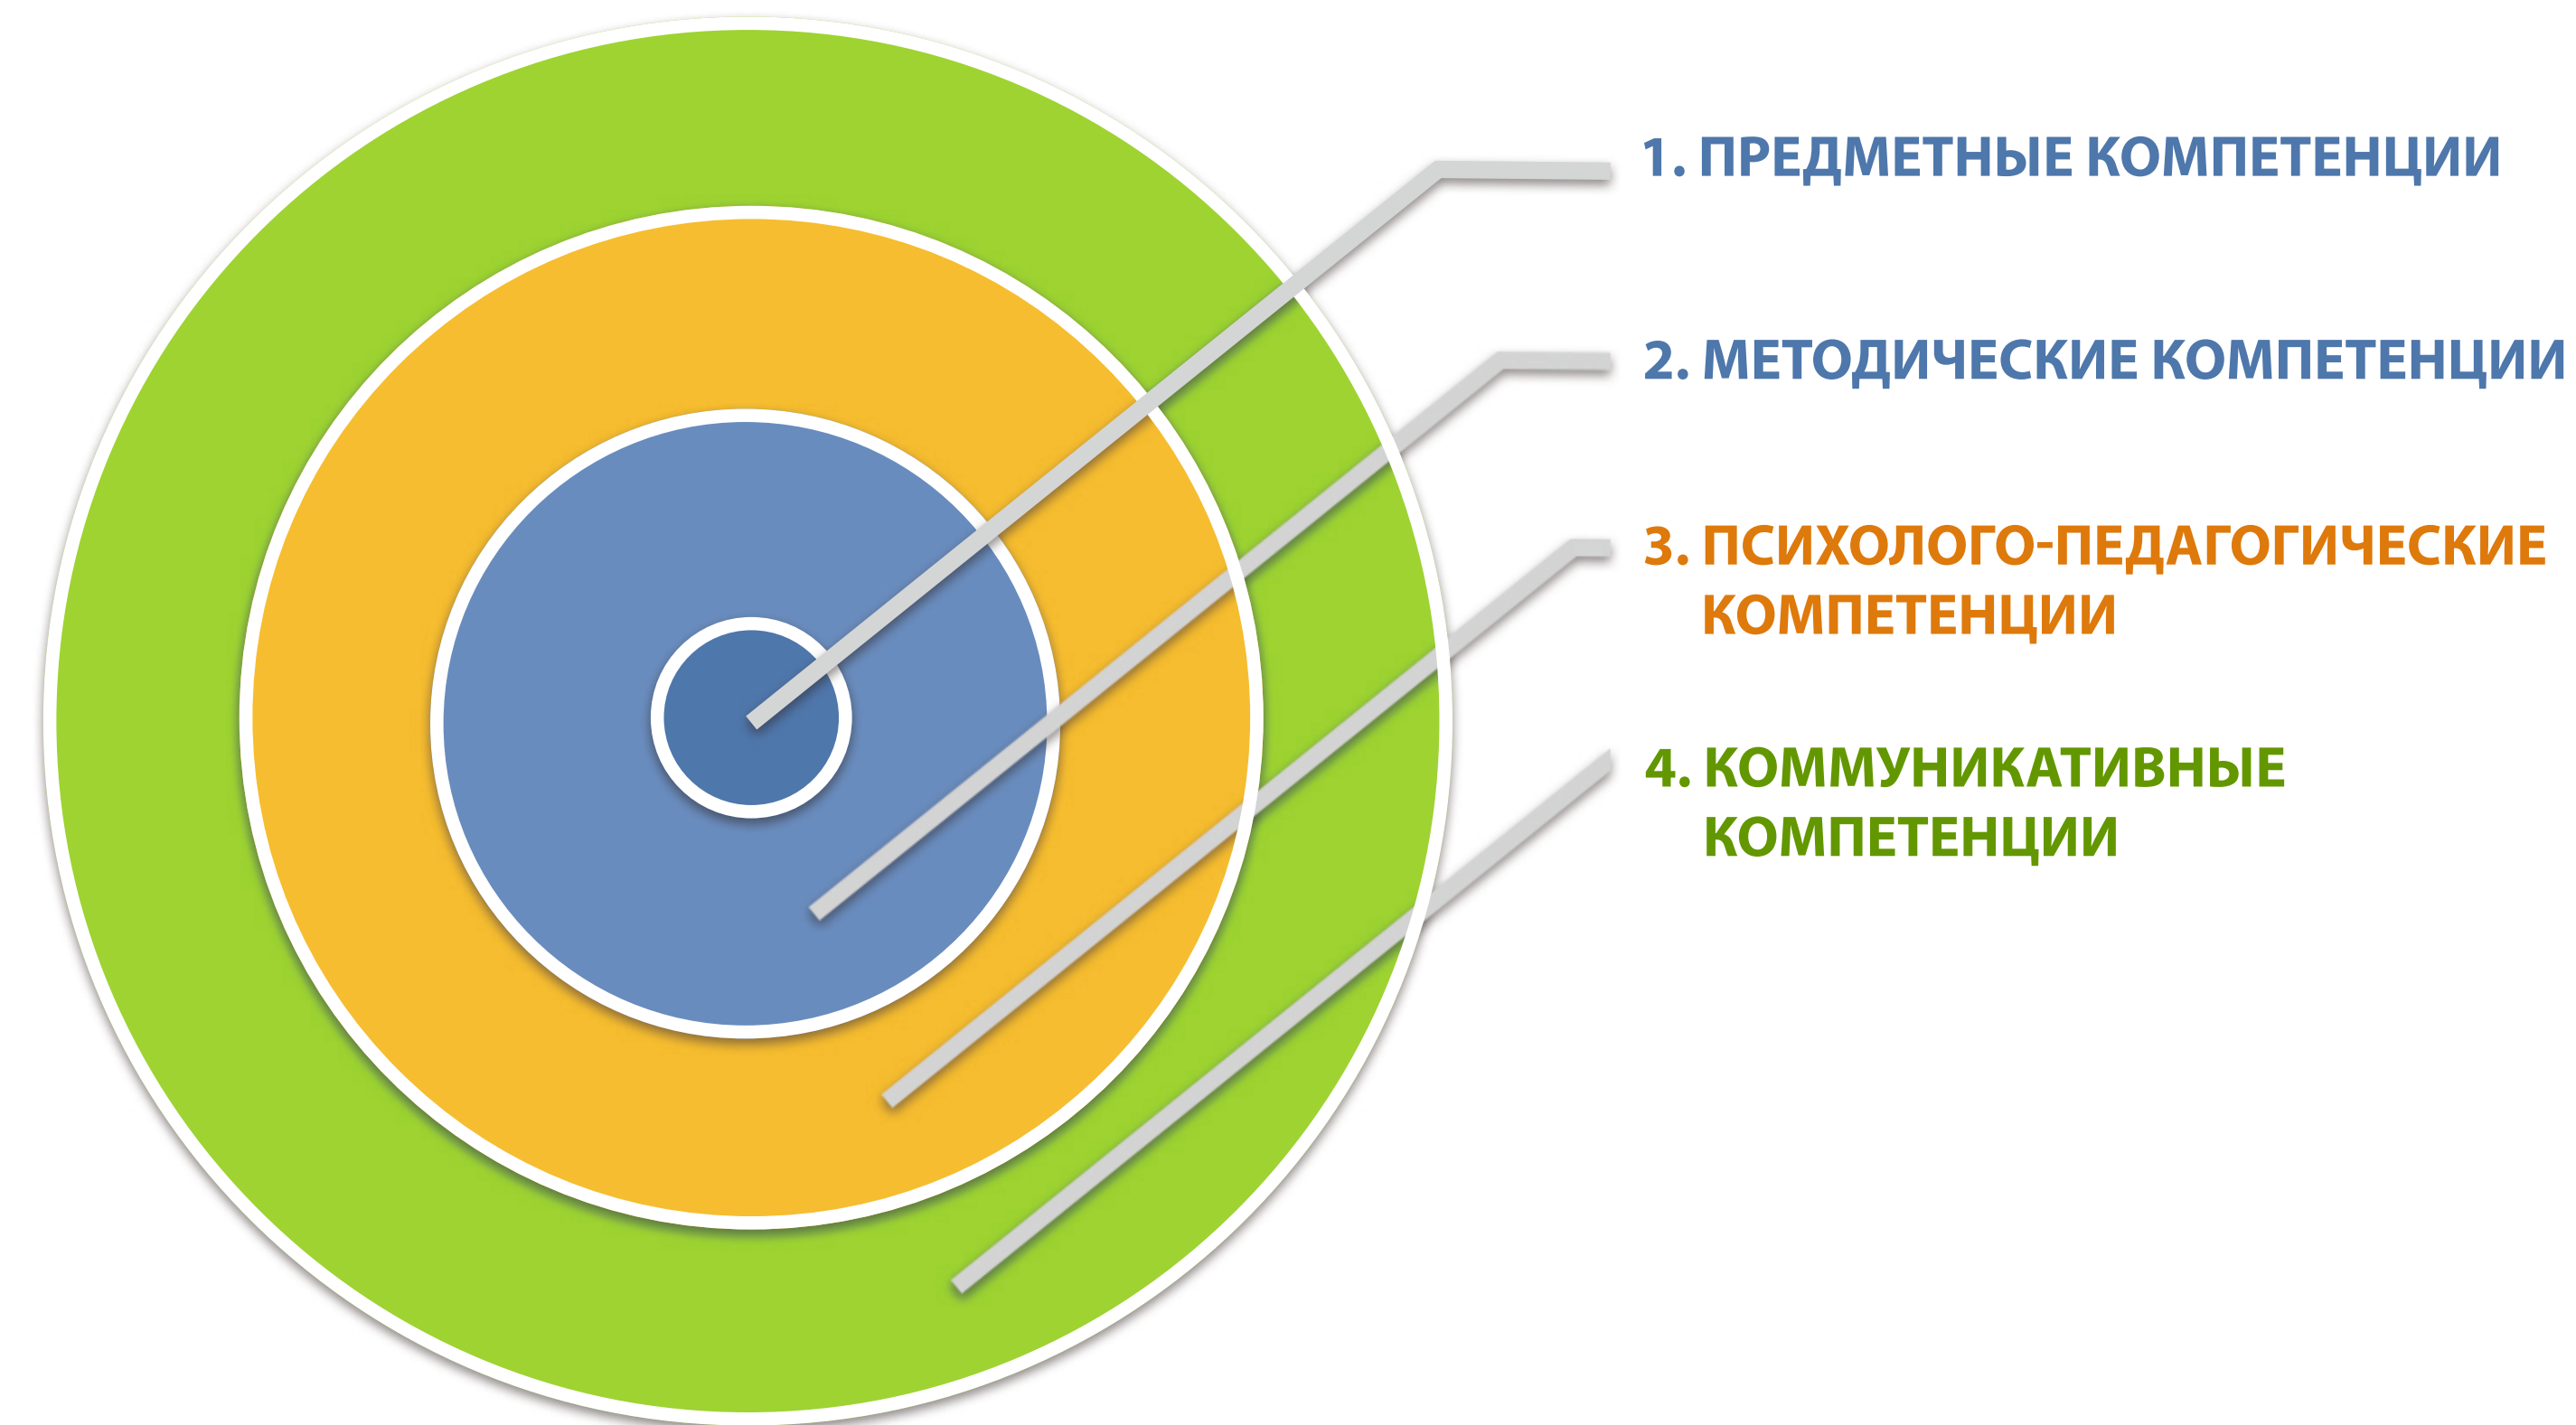 1. ПРЕДМЕТНЫЕ КОМПЕТЕНЦИИ
2. МЕТОДИЧЕСКИЕ КОМПЕТЕНЦИИ
3. ПСИХОЛОГО-ПЕДАГОГИЧЕСКИЕ
КОМПЕТЕНЦИИ
4. КОММУНИКАТИВНЫЕ
КОМПЕТЕНЦИИ